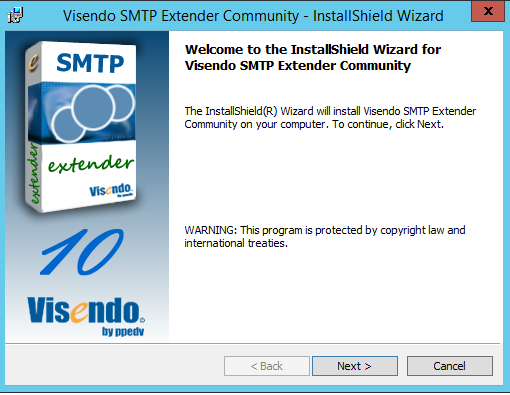 Visendo SMTP Extender Community - InstallShield Wizard
x
Welcome to the InstallShield Wizard for
Visendo SMTP Extender Community
The InstallShield(R) Wizard will install Visendo SMTP Extender
Community on your computer. To continue, click Next.
WARNING: This program is protected by copyright law and
international treaties.
e
SMTP
extender
extender
Visendo
by ppedv
10
Visendo
by ppedv
< Back
Next >
Cancel